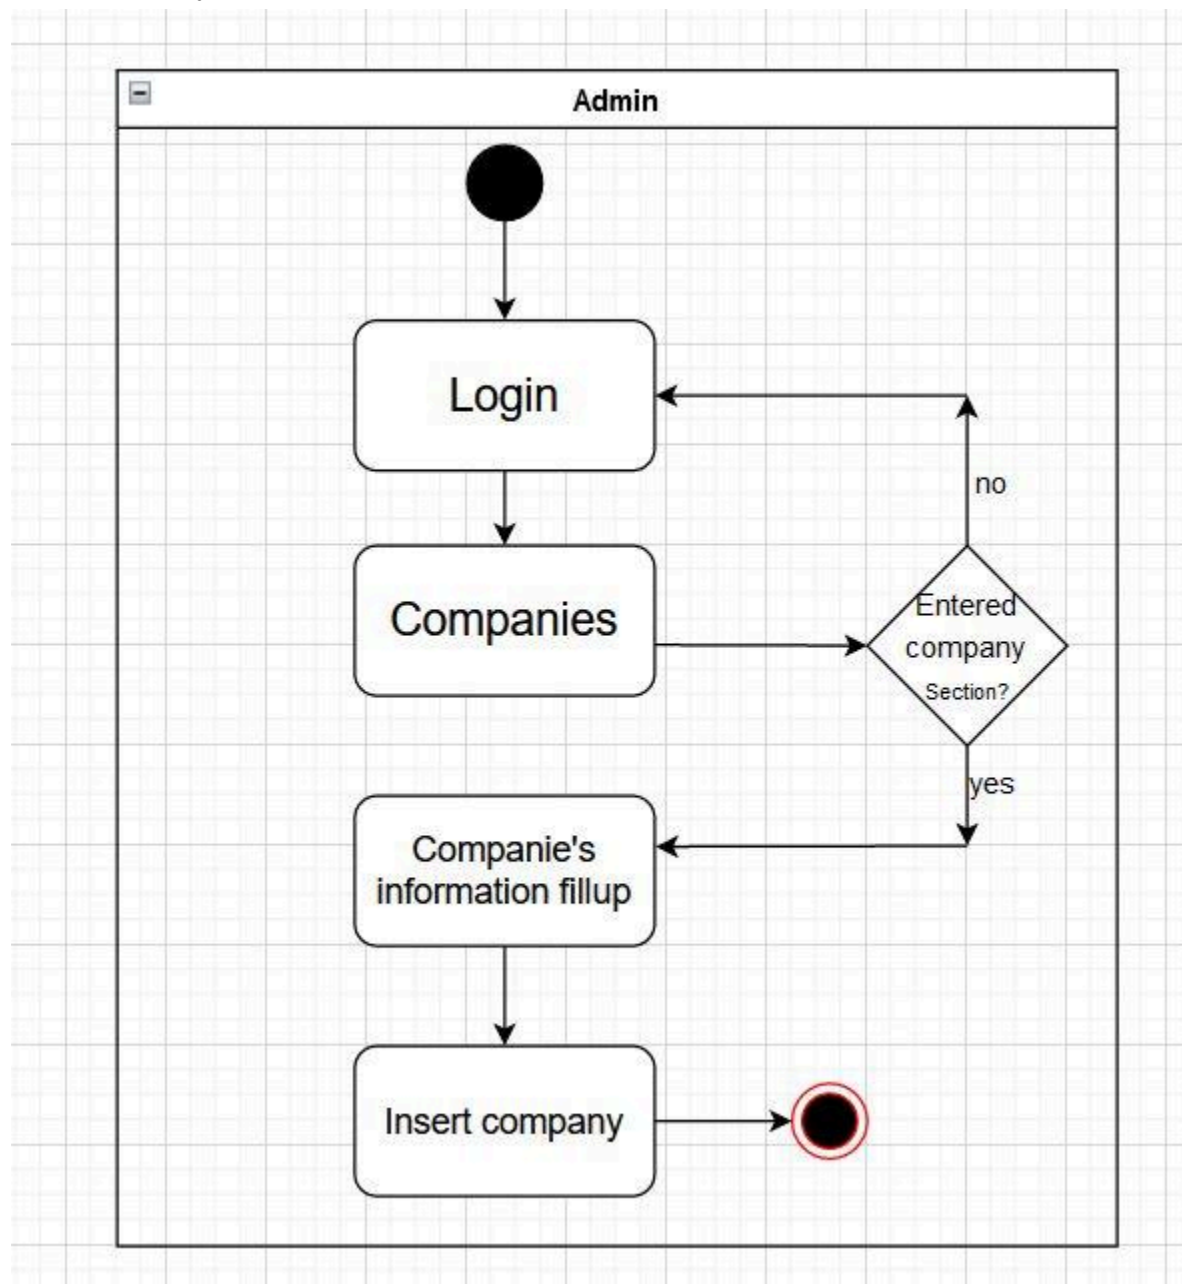 Admin
Login
no
Companies
Entered
company
Section?
yes
Companie's
information fillup
Insert company